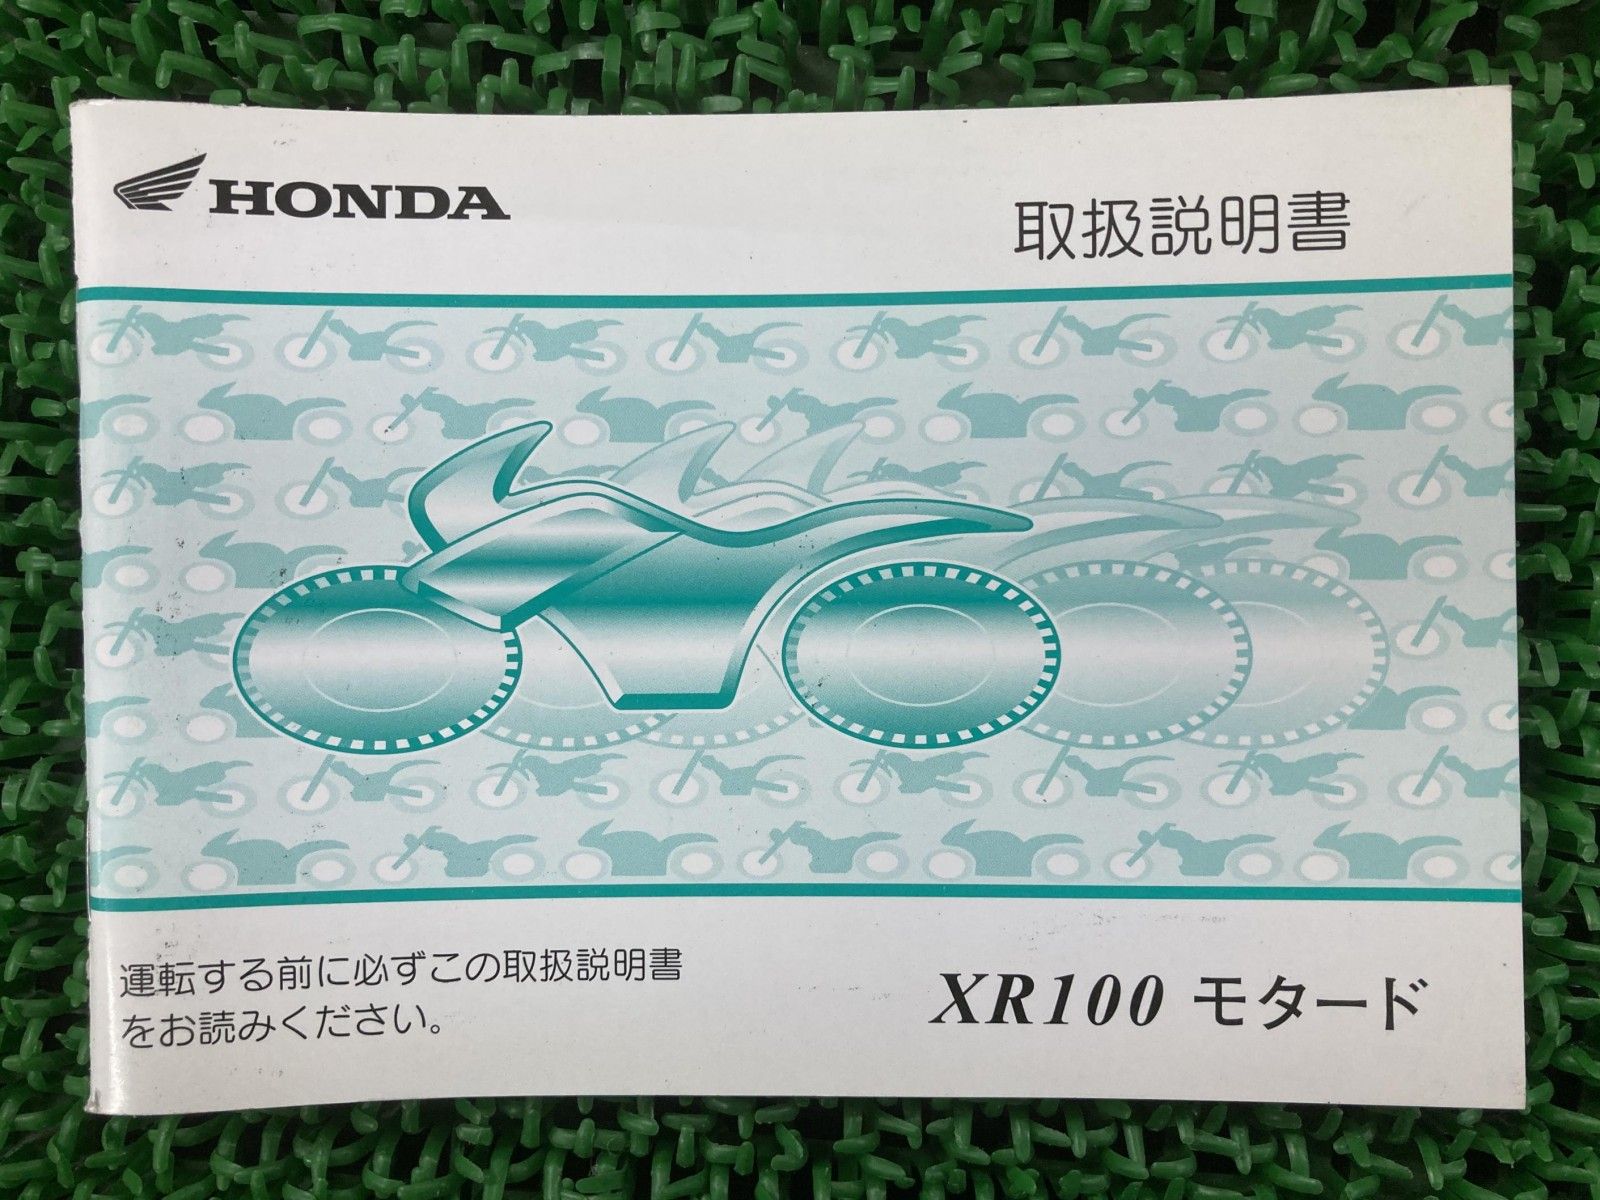 HONDA
取扱説明書
運転する前に必ずこの取扱説明書
をお読みください。
XR100 モタード